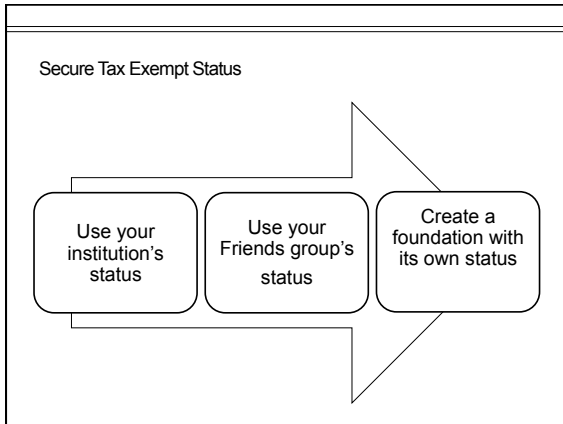 Secure Tax Exempt Status
Use your
institution's
status
Use your
Friends group's
status
Create a
foundation with
its own status